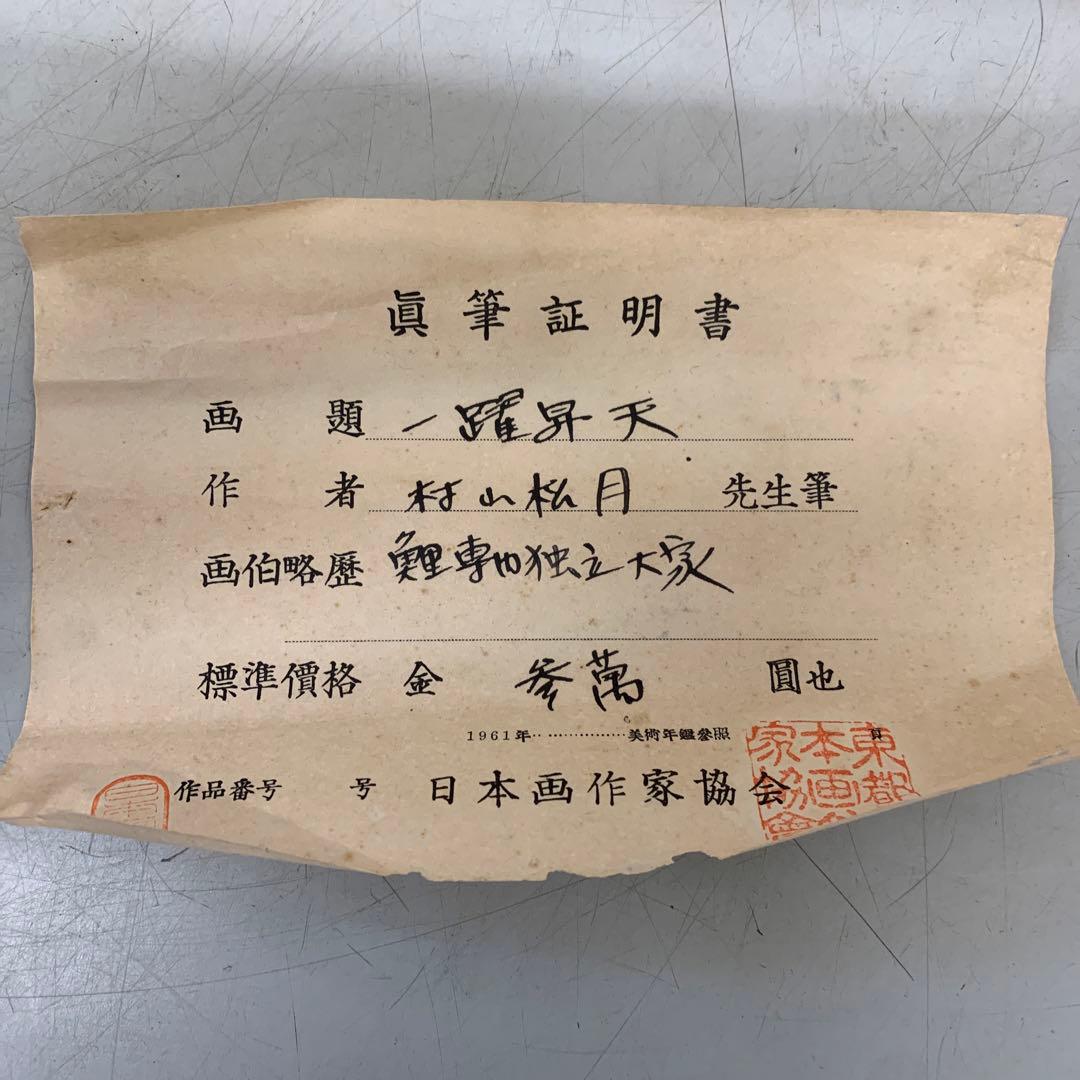 眞筆証明書
画題 一躍昇天
作者 村山松月 先生筆
画伯略歴 鯉専門独立大家
標準價格 金 参萬 圓也
1961年 美術年鑑参照 頁
作品番号 号 日本画作家協会